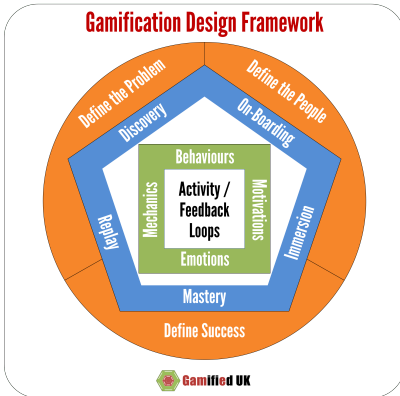 Gamification Design Framework
Define the Problem
Define the People
Discovery
On-Boarding
Behaviours
Mechanics
Activity /
Feedback
Loops
Motivations
Replay
Immersion
Emotions
Mastery
Define Success
Gamified UK